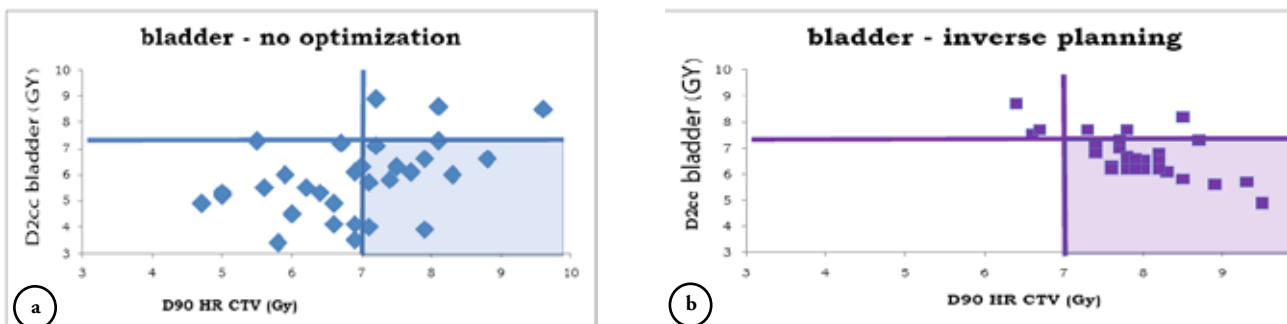 bladder - no optimization
D2cc bladder (GY)
10
9
8
7
6
5
4
3
3 4 5 6 7 8 9 10
D90 HR CTV (Gy)
a
bladder - inverse planning
D2cc bladder (GY)
10
9
8
7
6
5
4
3
3 4 5 6 7 8 9
D90 HR CTV (Gy)
b